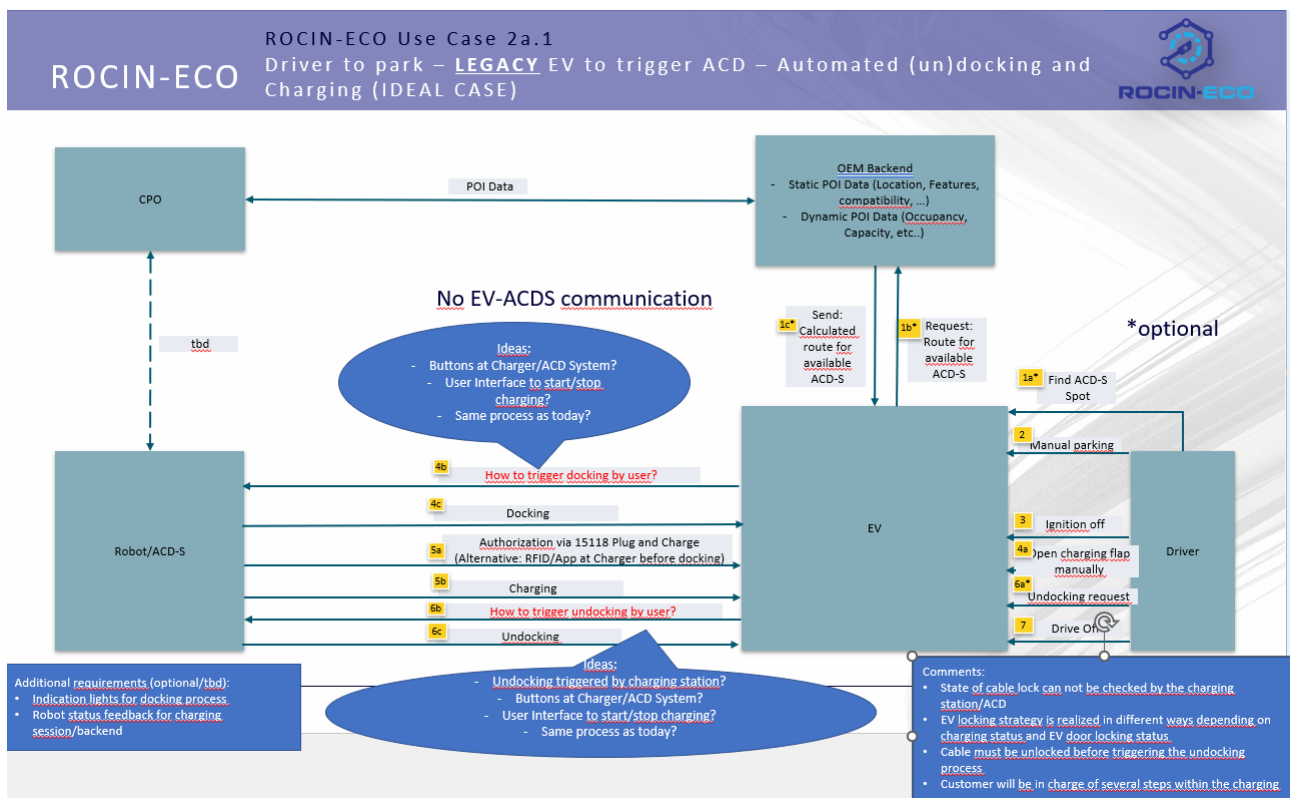 ROCIN-ECO Use Case 2a.1
ROCIN-ECO
Driver to park – LEGACY EV to trigger ACD – Automated (un)docking and
Charging (IDEAL CASE)
ROCIN-ECO
CPO
POI Data
OEM Backend
- Static POI Data (Location, Features,
compatibility, ...)
- Dynamic POI Data (Occupancy,
Capacity, etc..)
tbd
No EV-ACDS communication
Ideas:
- Buttons at Charger/ACD System?
- User Interface to start/stop
charging?
- Same process as today?
1c*
Send:
Calculated
route for
available
ACD-S
1b*
Request:
Route for
available
ACD-S
*optional
1a*
Find ACD-S
Spot
2
Manual parking
Robot/ACD-S
EV
Driver
4b
How to trigger docking by user?
4c
Docking
5a
Authorization via 15118 Plug and Charge
(Alternative: RFID/App at Charger before docking)
5b
Charging
6b
How to trigger undocking by user?
6c
Undocking
3
Ignition off
4a
Open charging flap
manually
6a*
Undocking request
7
Drive Off
Additional requirements (optional/tbd):
• Indication lights for docking process
• Robot status feedback for charging
session/backend
Ideas:
- Undocking triggered by charging station?
- Buttons at Charger/ACD System?
- User Interface to start/stop charging?
- Same process as today?
Comments:
• State of cable lock can not be checked by the charging
station/ACD
• EV locking strategy is realized in different ways depending on
charging status and EV door locking status
• Cable must be unlocked before triggering the undocking
process
• Customer will be in charge of several steps within the charging